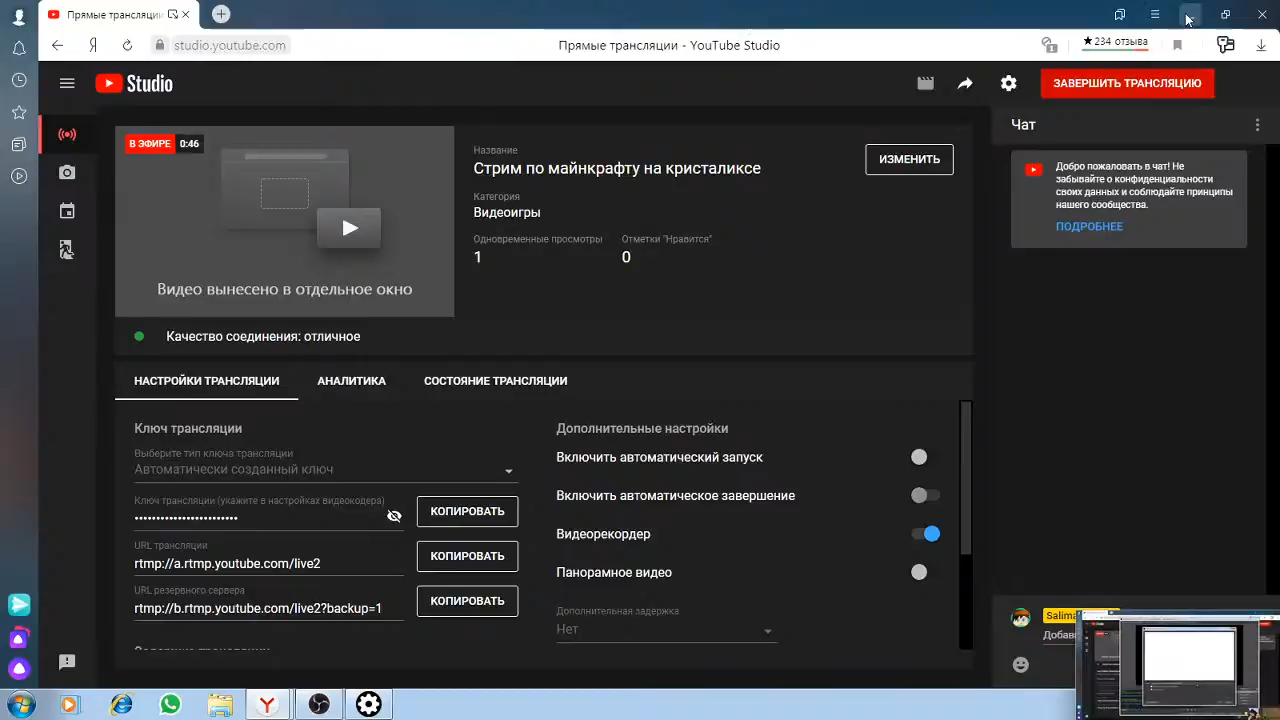 Прямые трансляци
studio.youtube.com
Прямые трансляции - YouTube Studio
★ 234 отзыва
Studio
ЗАВЕРШИТЬ ТРАНСЛЯЦИЮ
В ЭФИРЕ 0:46
Видео вынесено в отдельное окно
Название
Стрим по майнкрафту на кристаликсе
ИЗМЕНИТЬ
Категория
Видеоигры
Одновременные просмотры
Отметки "Нравится"
1
0
Чат
Добро пожаловать в чат! Не
забывайте о конфиденциальности
своих данных и соблюдайте принципы
нашего сообщества.
ПОДРОБНЕЕ
Качество соединения: отличное
НАСТРОЙКИ ТРАНСЛЯЦИИ
АНАЛИТИКА
СОСТОЯНИЕ ТРАНСЛЯЦИИ
Ключ трансляции
Выберите тип ключа трансляции
Автоматически созданный ключ
Ключ трансляции (укажите в настройках видеокодера)
••••••••••••••••••••••••
КОПИРОВАТЬ
URL трансляции
rtmp://a.rtmp.youtube.com/live2
КОПИРОВАТЬ
URL резервного сервера
rtmp://b.rtmp.youtube.com/live2?backup=1
КОПИРОВАТЬ
Дополнительные настройки
Включить автоматический запуск
Включить автоматическое завершение
Видеорекордер
Панорамное видео
Дополнительная задержка
Нет
Salima
Добав